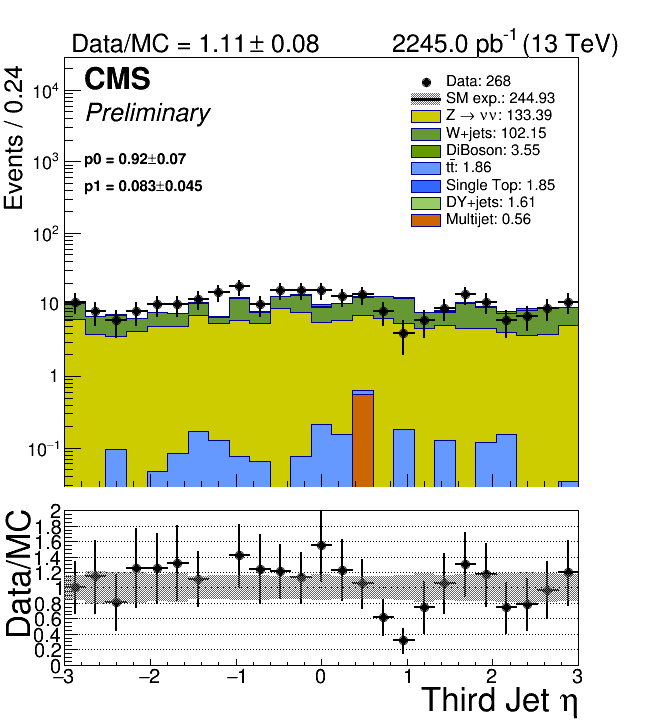 Data/MC = 1.11± 0.08 2245.0 pb⁻¹ (13 TeV)
CMS
Preliminary
p0 = 0.92±0.07
p1 = 0.083±0.045
Data: 268
SM exp.: 244.93
Z → νν: 133.39
W+jets: 102.15
DiBoson: 3.55
tt̄: 1.86
Single Top: 1.85
DY+jets: 1.61
Multijet: 0.56
Events / 0.24
10⁴
10³
10²
10
1
10⁻¹
Data/MC
2
1.8
1.6
1.4
1.2
1
0.8
0.6
0.4
0.2
0
−3 −2 −1 0 1 2 3
Third Jet η